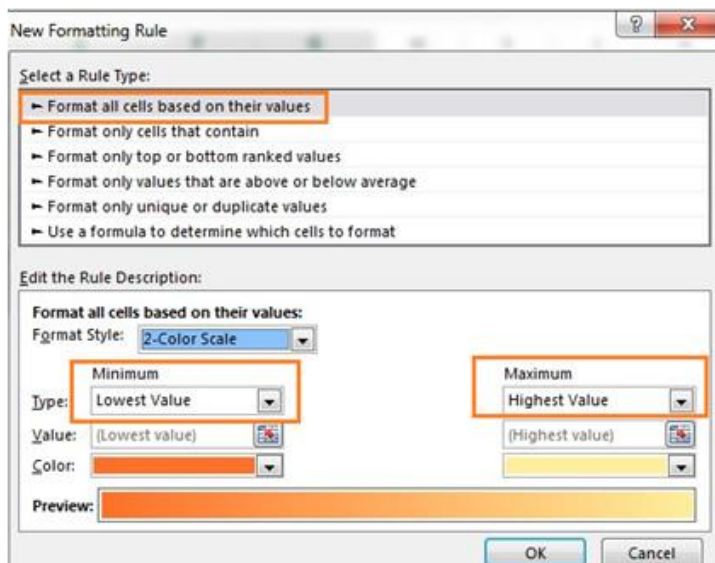 New Formatting Rule
?
Select a Rule Type:
► Format all cells based on their values
► Format only cells that contain
► Format only top or bottom ranked values
► Format only values that are above or below average
► Format only unique or duplicate values
► Use a formula to determine which cells to format
Edit the Rule Description:
Format all cells based on their values:
Format Style: 2-Color Scale
Minimum Maximum
Type: Lowest Value Highest Value
Value: (Lowest value) (Highest value)
Color:
Preview:
OK Cancel